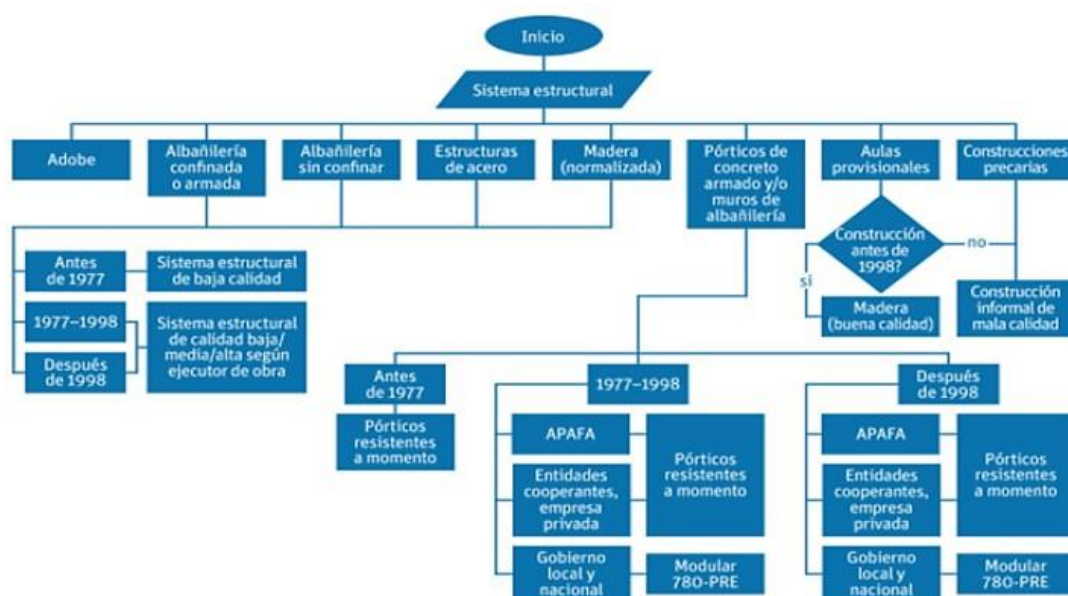 Inicio
Sistema estructural
Adobe
Albañilería
confinada
o armada
Albañilería
sin confinar
Estructuras
de acero
Madera
(normalizada)
Pórticos de
concreto
armado y/o
muros de
albañilería
Aulas
provisionales
Construcciones
precarias
Construcción
antes de
1998?
no
sí
Madera
(buena calidad)
Construcción
informal de
mala calidad
Antes
de 1977
Sistema estructural
de baja calidad
1977–1998
Después
de 1998
Sistema estructural
de calidad baja/
media/alta según
ejecutor de obra
Antes
de 1977
Pórticos
resistentes
a momento
1977–1998
APAFA
Entidades
cooperantes,
empresa
privada
Pórticos
resistentes
a momento
Gobierno
local y
nacional
Modular
780-PRE
Después
de 1998
APAFA
Entidades
cooperantes,
empresa
privada
Pórticos
resistentes
a momento
Gobierno
local y
nacional
Modular
780-PRE